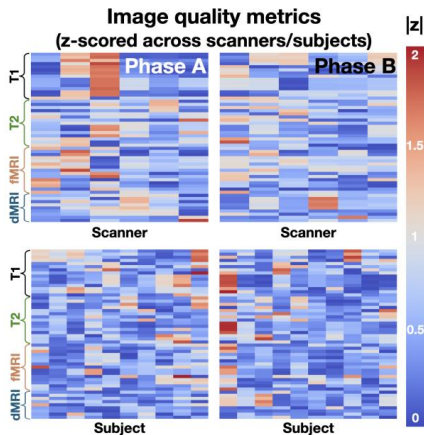 Image quality metrics
(z-scored across scanners/subjects)
|z|
Phase A
Phase B
T1
T2
fMRI
dMRI
Scanner
Scanner
T1
T2
fMRI
dMRI
Subject
Subject
2
1.5
1
0.5
0